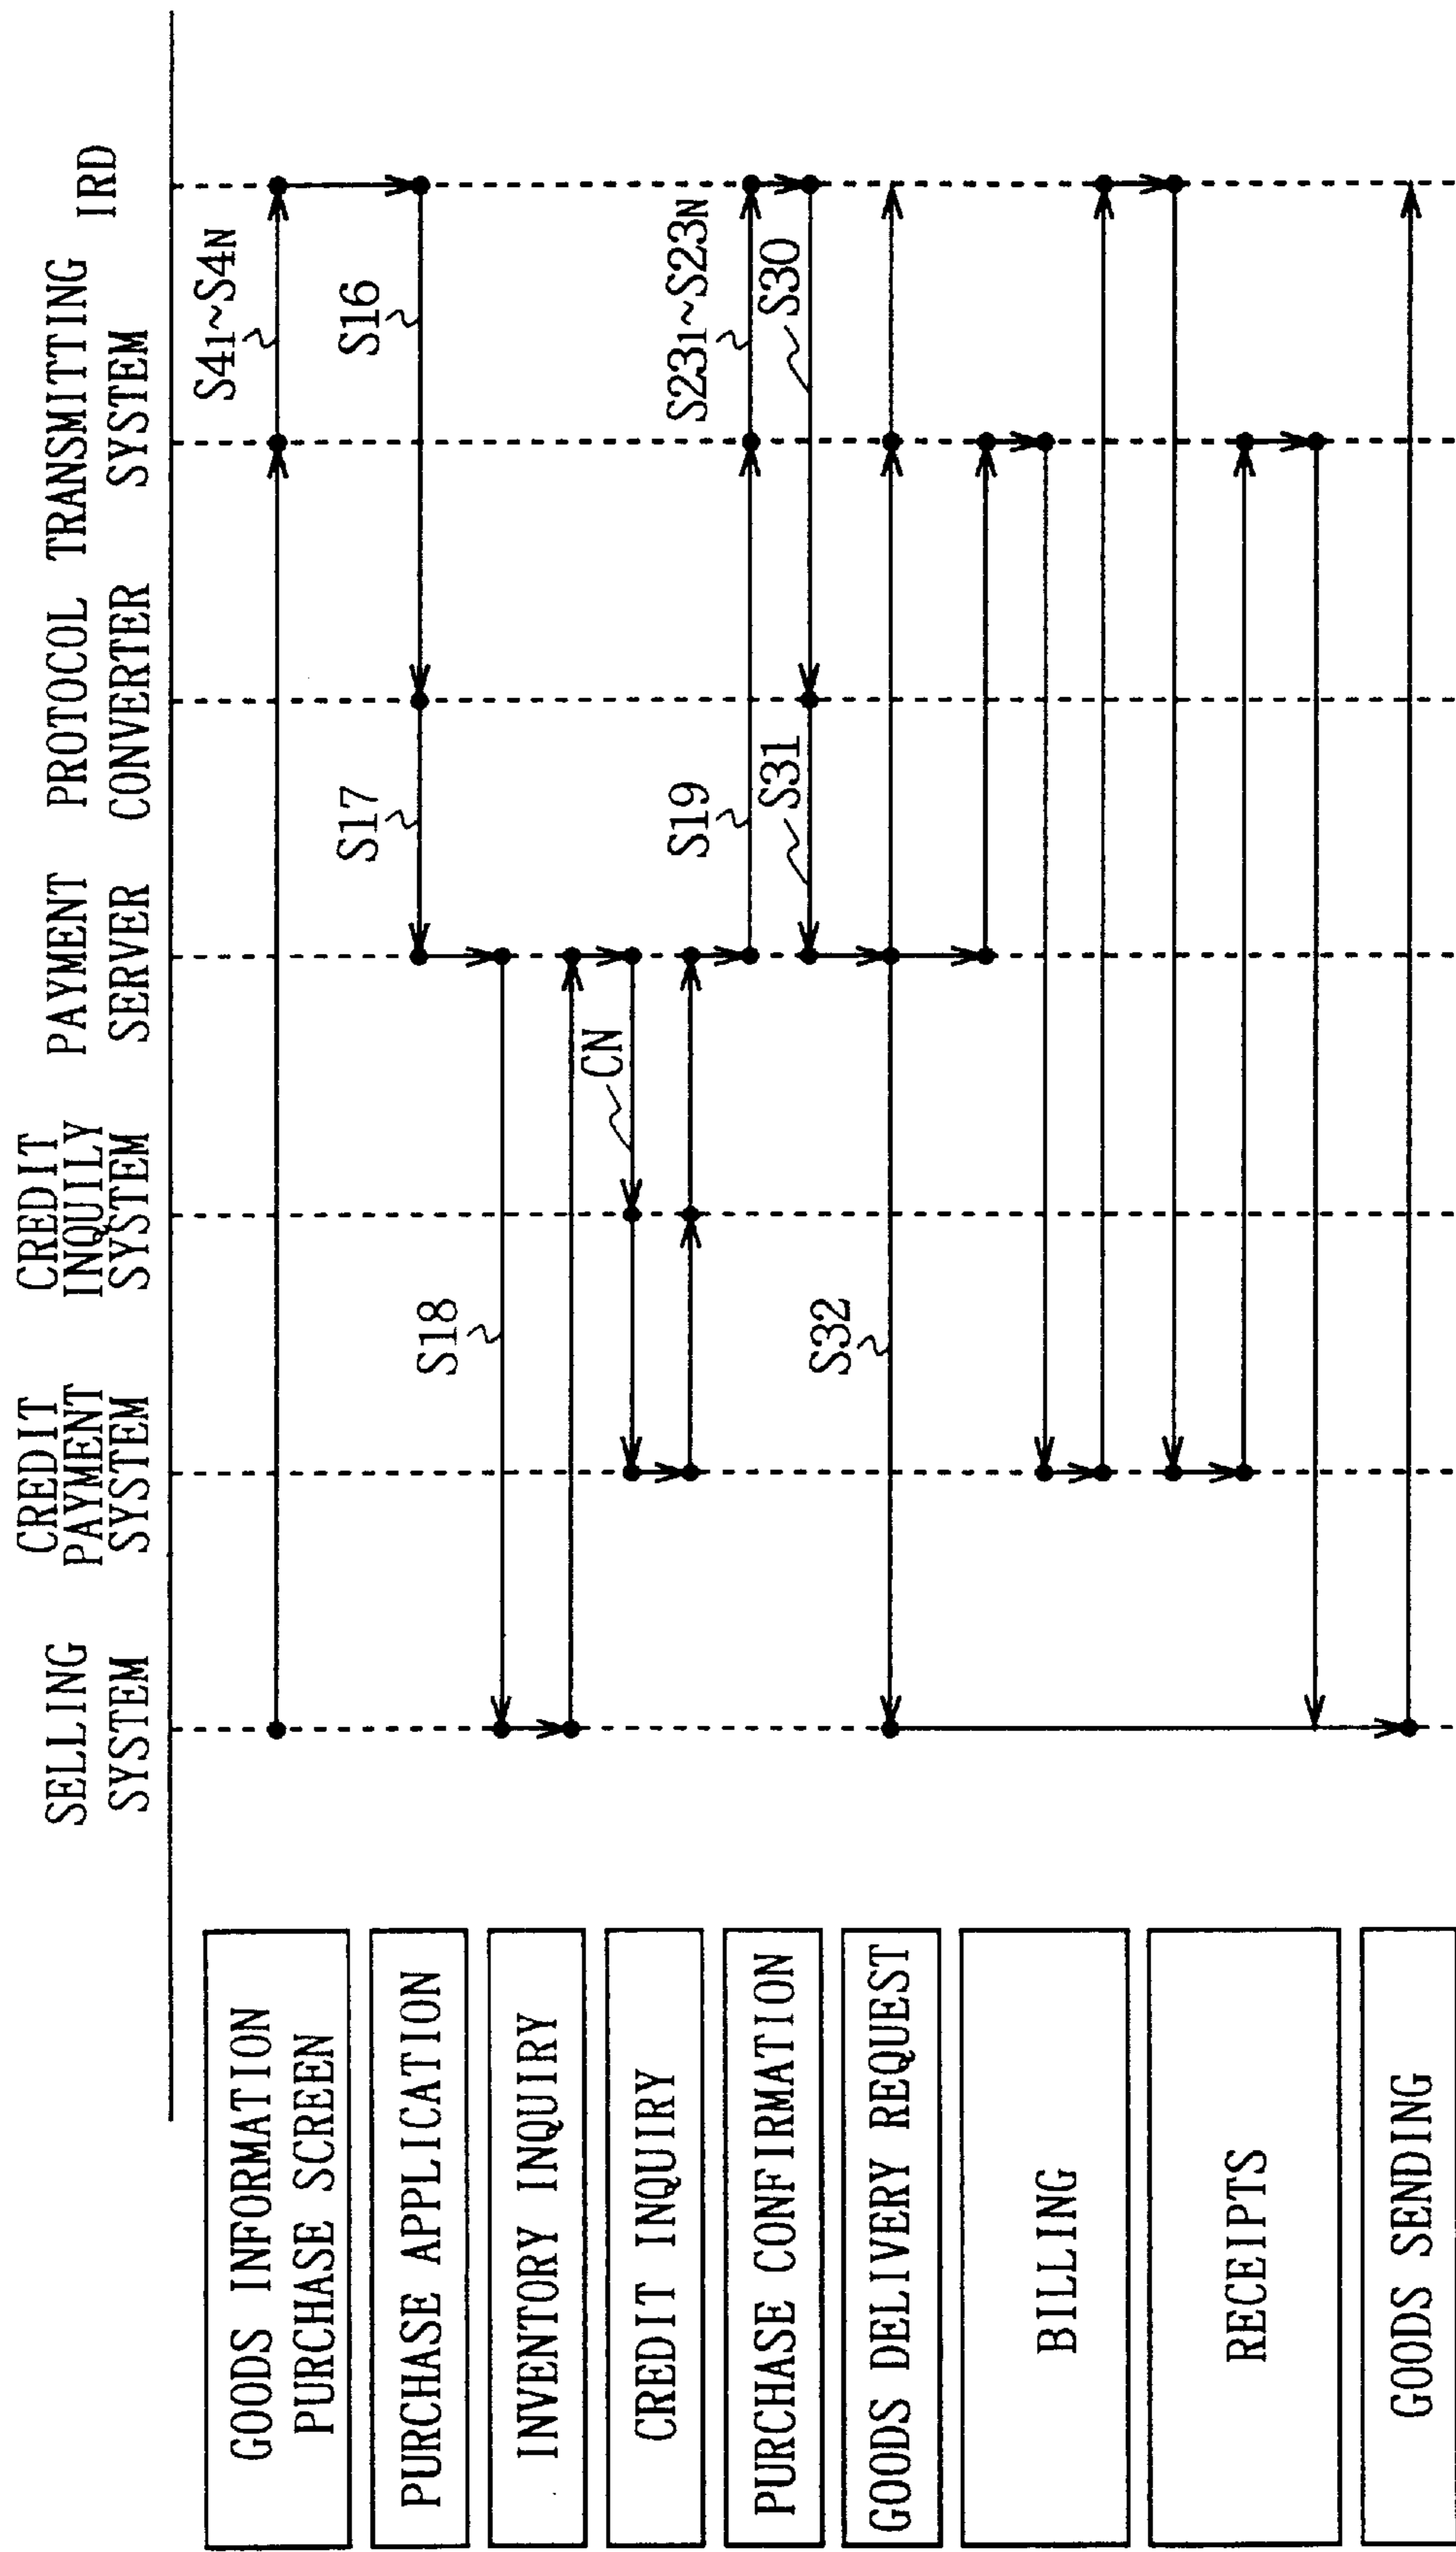 SELLING
SYSTEM
CREDIT
PAYMENT
SYSTEM
CREDIT
INQUILY
SYSTEM
PAYMENT
SERVER
PROTOCOL
CONVERTER
TRANSMITTING
SYSTEM
IRD
GOODS INFORMATION
PURCHASE SCREEN
S41~S4N
PURCHASE APPLICATION
S17
S16
INVENTORY INQUIRY
S18
CREDIT INQUIRY
CN
PURCHASE CONFIRMATION
S19
S231~S23N
S31
S30
GOODS DELIVERY REQUEST
S32
BILLING
RECEIPTS
GOODS SENDING